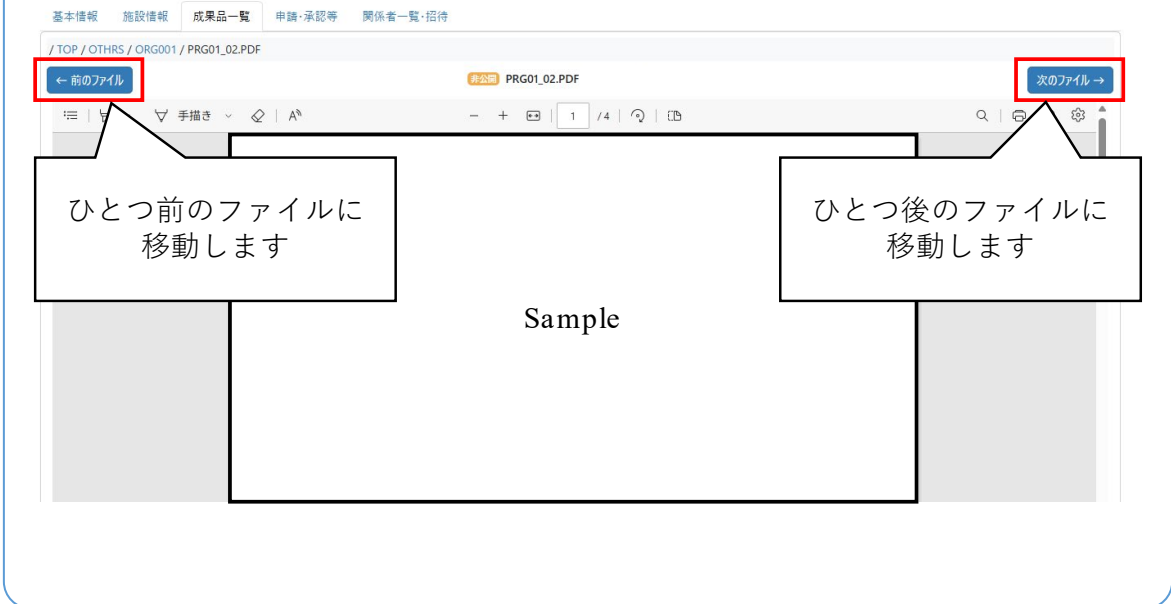 基本情報 施設情報 成果品一覧 申請・承認等 関係者一覧・招待
/ TOP / OTHRS / ORG001 / PRG01_02.PDF
← 前のファイル 非公開 PRG01_02.PDF 次のファイル →
手描き A 1 / 4
ひとつ前のファイルに
移動します
ひとつ後のファイルに
移動します
Sample